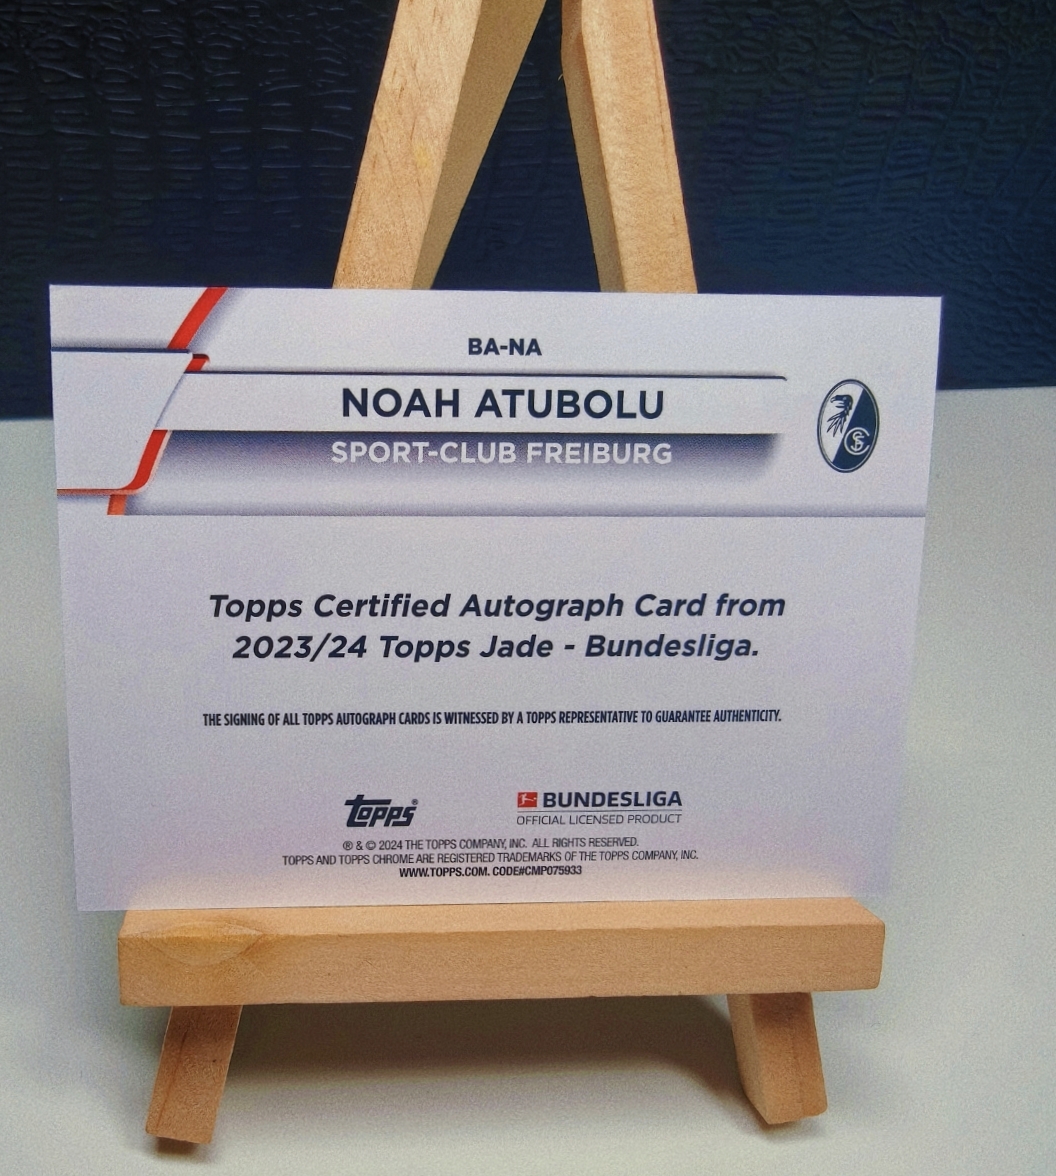 BA-NA
NOAH ATUBOLU
SPORT-CLUB FREIBURG
SC
Topps Certified Autograph Card from
2023/24 Topps Jade - Bundesliga.
THE SIGNING OF ALL TOPPS AUTOGRAPH CARDS IS WITNESSED BY A TOPPS REPRESENTATIVE TO GUARANTEE AUTHENTICITY.
Topps®
BUNDESLIGA
OFFICIAL LICENSED PRODUCT
® & © 2024 THE TOPPS COMPANY, INC. ALL RIGHTS RESERVED.
TOPPS AND TOPPS CHROME ARE REGISTERED TRADEMARKS OF THE TOPPS COMPANY, INC.
WWW.TOPPS.COM. CODE#CMP075933